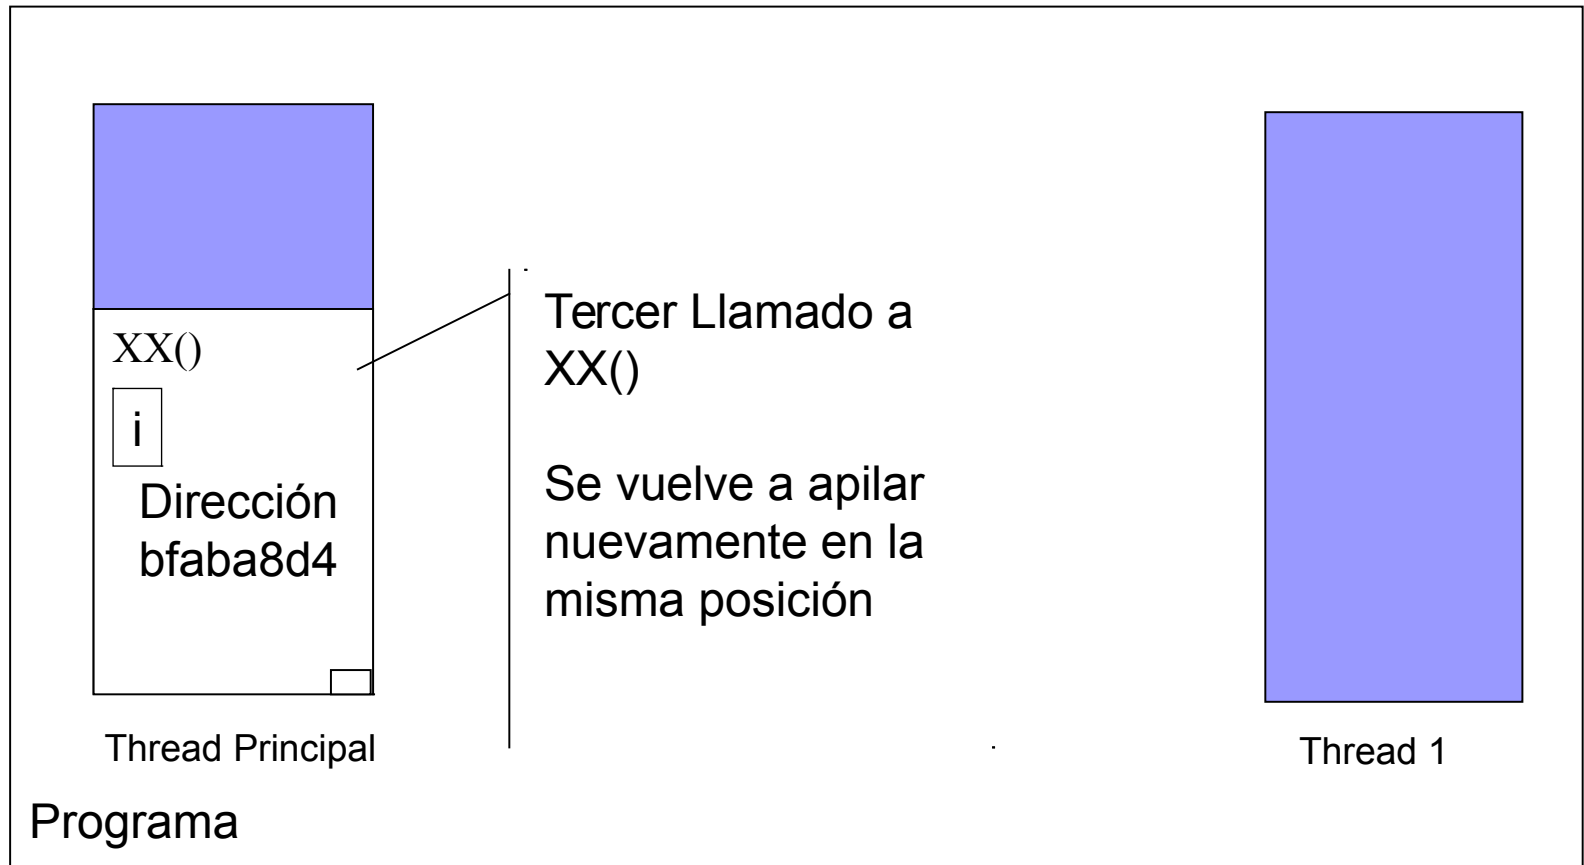 XX()
i
Dirección
bfaba8d4
Tercer Llamado a
XX()
Se vuelve a apilar
nuevamente en la
misma posición
Thread Principal
Thread 1
Programa